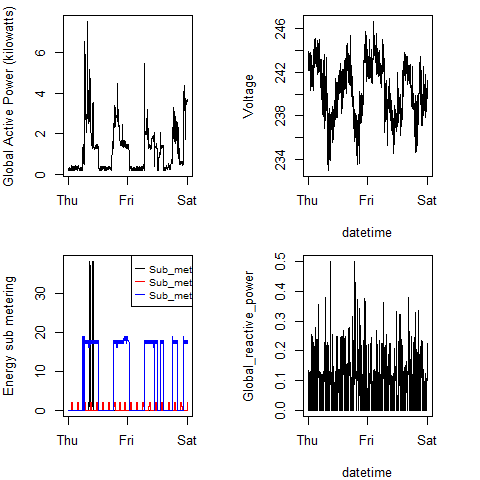 Global Active Power (kilowatts)
0 2 4 6
Thu Fri Sat
Voltage
234 238 242 246
Thu Fri Sat
datetime
Energy sub metering
0 10 20 30
Sub_met
Sub_met
Sub_met
Thu Fri Sat
Global_reactive_power
0.0 0.1 0.2 0.3 0.4 0.5
Thu Fri Sat
datetime